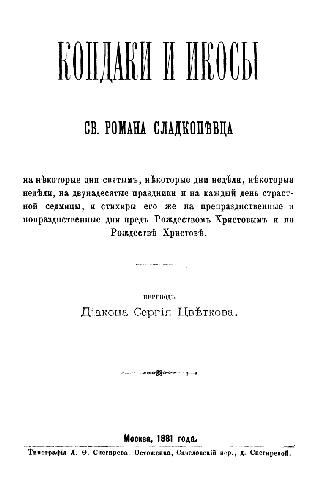 КОНДАКИ И ИКОСЫ
СВ. РОМАНА СЛАДКОПѢВЦА
на нѣкоторые дни святымъ, нѣкоторые дни недѣли, нѣкоторыя
недѣли, на двунадесятые праздники и на каждый день страст-
ной седмицы, и стихиры его же на препразднственные и
попразднственные дни предъ Рождествомъ Христовымъ и по
Рождествѣ Христовѣ.
ПЕРЕВОДЪ
Діакона Сергія Цвѣткова.
Москва, 1881 года.
Типографія Л. Ѳ. Снегирева. Остоженка, Савеловскій пер., д. Снегиревой.